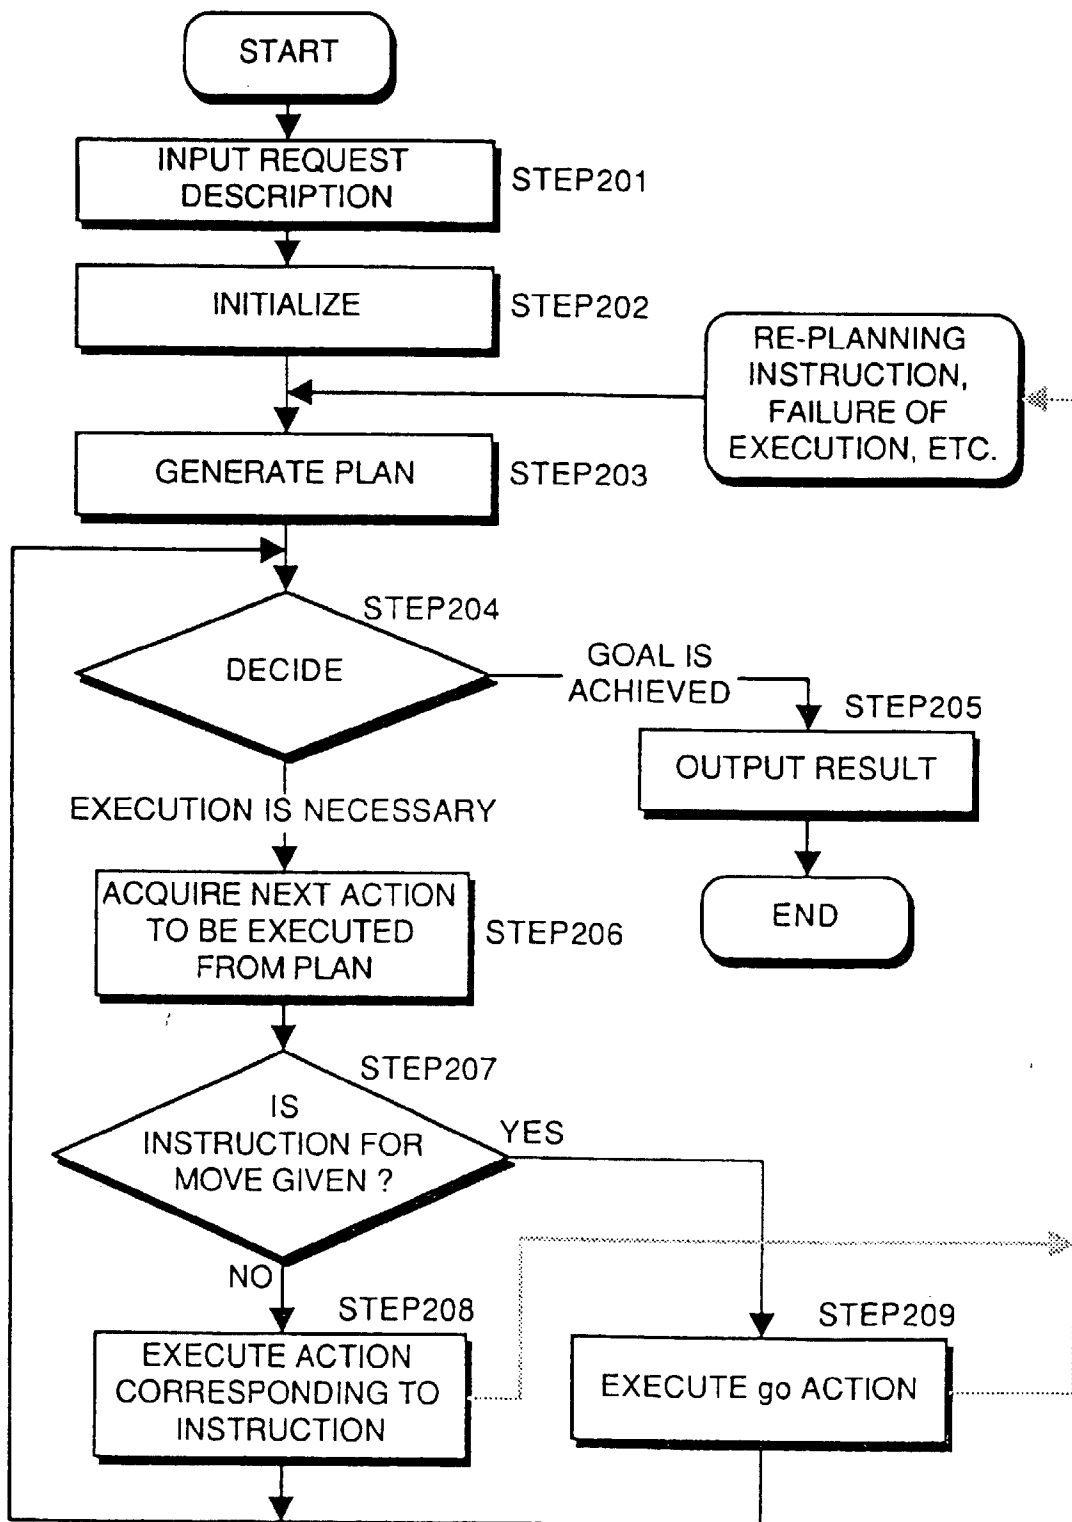 START
INPUT REQUEST
DESCRIPTION
STEP201
INITIALIZE
STEP202
RE-PLANNING
INSTRUCTION,
FAILURE OF
EXECUTION, ETC.
GENERATE PLAN
STEP203
STEP204
DECIDE
GOAL IS
ACHIEVED
STEP205
OUTPUT RESULT
EXECUTION IS NECESSARY
END
ACQUIRE NEXT ACTION
TO BE EXECUTED
FROM PLAN
STEP206
STEP207
IS
INSTRUCTION FOR
MOVE GIVEN ?
YES
NO
STEP208
EXECUTE ACTION
CORRESPONDING TO
INSTRUCTION
STEP209
EXECUTE go ACTION